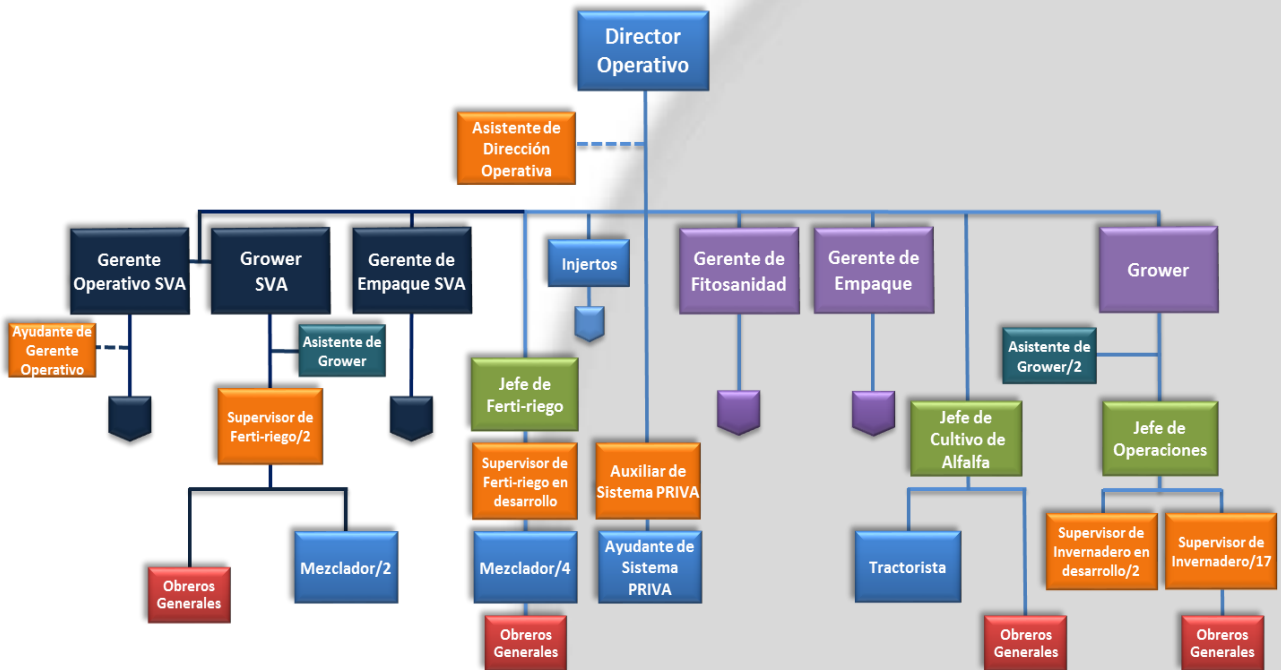 Director
Operativo
Asistente de
Dirección
Operativa
Gerente
Operativo SVA
Grower
SVA
Gerente de
Empaque SVA
Injertos
Gerente de
Fitosanidad
Gerente de
Empaque
Grower
Ayudante de
Gerente
Operativo
Asistente de
Grower
Asistente de
Grower/2
Jefe de
Ferti-riego
Supervisor de
Ferti-riego/2
Jefe de
Cultivo de
Alfalfa
Jefe de
Operaciones
Supervisor de
Ferti-riego en
desarrollo
Auxiliar de
Sistema PRIVA
Mezclador/2
Mezclador/4
Ayudante de
Sistema
PRIVA
Tractorista
Supervisor de
Invernadero en
desarrollo/2
Supervisor de
Invernadero/17
Obreros
Generales
Obreros
Generales
Obreros
Generales
Obreros
Generales